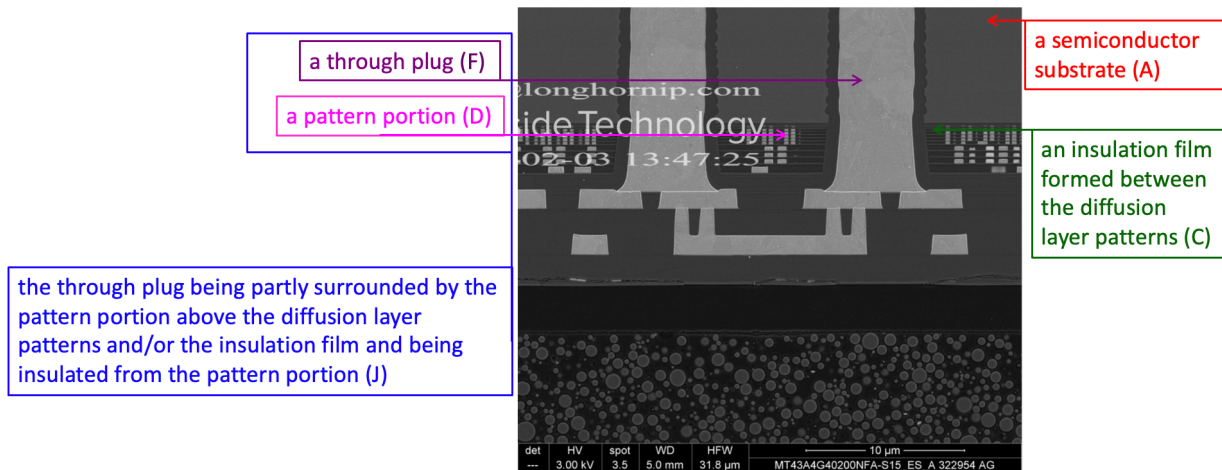 a through plug (F)
a pattern portion (D)
a semiconductor
substrate (A)
an insulation film
formed between
the diffusion
layer patterns (C)
the through plug being partly surrounded by the
pattern portion above the diffusion layer
patterns and/or the insulation film and being
insulated from the pattern portion (J)
@longhornip.com
side Technology
-02-03 13:47:25
det HV spot WD HFW 10 µm
--- 3.00 kV 3.5 5.0 mm 31.8 µm MT43A4G40200NFA-S15 ES A 322954 AG